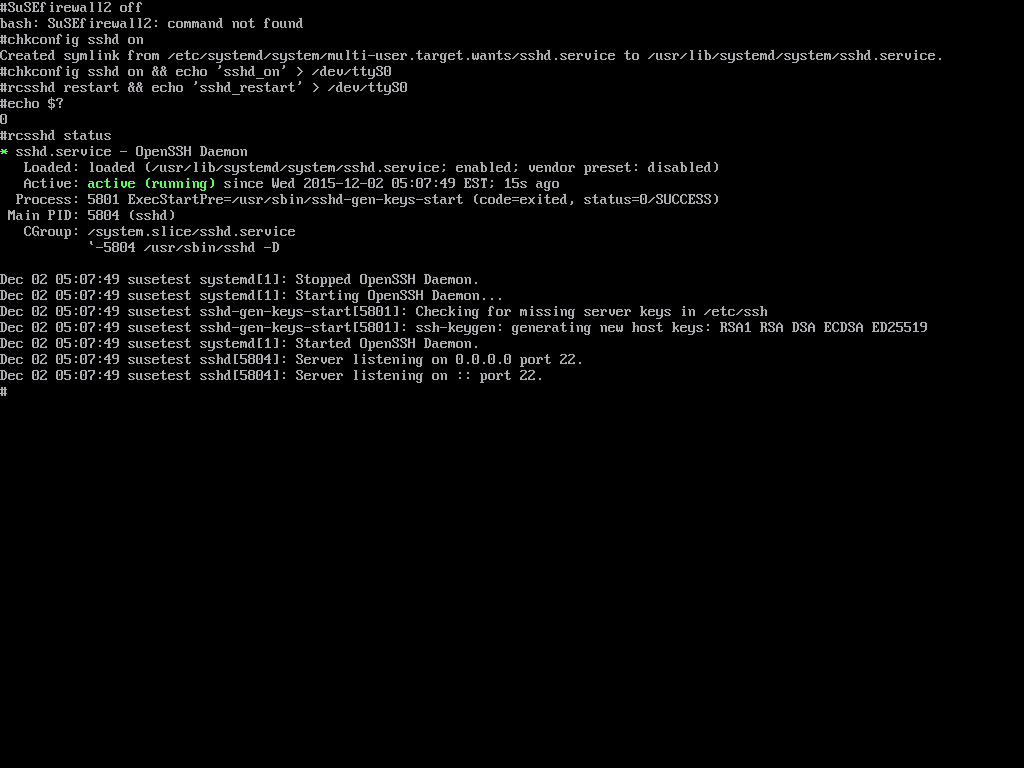 #SuSEfirewall2 off
bash: SuSEfirewall2: command not found
#chkconfig sshd on
Created symlink from /etc/systemd/system/multi-user.target.wants/sshd.service to /usr/lib/systemd/system/sshd.service.
#chkconfig sshd on && echo 'sshd_on' > /dev/ttyS0
#rcsshd restart && echo 'sshd_restart' > /dev/ttyS0
#echo $?
0
#rcsshd status
* sshd.service - OpenSSH Daemon
   Loaded: loaded (/usr/lib/systemd/system/sshd.service; enabled; vendor preset: disabled)
   Active: active (running) since Wed 2015-12-02 05:07:49 EST; 15s ago
  Process: 5801 ExecStartPre=/usr/sbin/sshd-gen-keys-start (code=exited, status=0/SUCCESS)
 Main PID: 5804 (sshd)
   CGroup: /system.slice/sshd.service
           `-5804 /usr/sbin/sshd -D

Dec 02 05:07:49 susetest systemd[1]: Stopped OpenSSH Daemon.
Dec 02 05:07:49 susetest systemd[1]: Starting OpenSSH Daemon...
Dec 02 05:07:49 susetest sshd-gen-keys-start[5801]: Checking for missing server keys in /etc/ssh
Dec 02 05:07:49 susetest sshd-gen-keys-start[5801]: ssh-keygen: generating new host keys: RSA1 RSA DSA ECDSA ED25519
Dec 02 05:07:49 susetest systemd[1]: Started OpenSSH Daemon.
Dec 02 05:07:49 susetest sshd[5804]: Server listening on 0.0.0.0 port 22.
Dec 02 05:07:49 susetest sshd[5804]: Server listening on :: port 22.
#